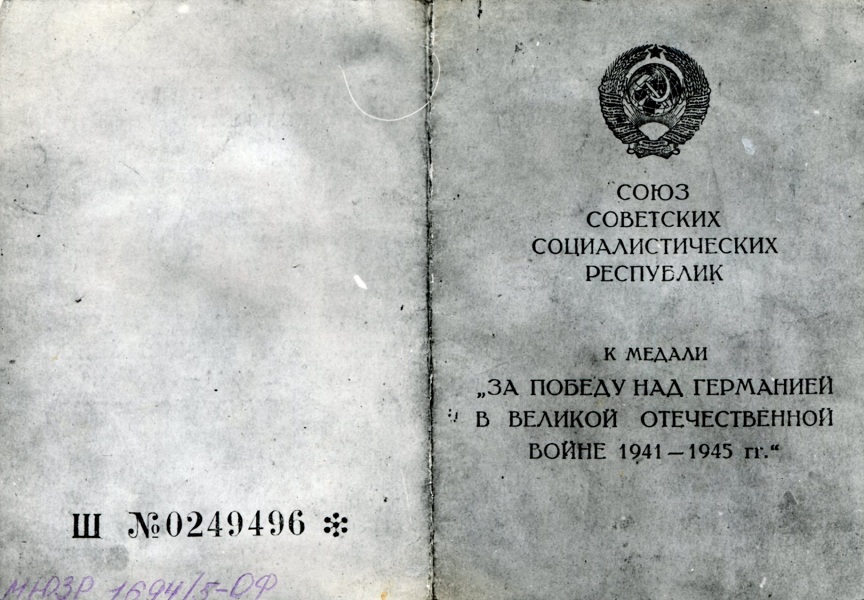 Ш №0249496
МЮЗР 1694/5-ОФ
СОЮЗ
СОВЕТСКИХ
СОЦИАЛИСТИЧЕСКИХ
РЕСПУБЛИК
К МЕДАЛИ
„ЗА ПОБЕДУ НАД ГЕРМАНИЕЙ
В ВЕЛИКОЙ ОТЕЧЕСТВЕННОЙ
ВОЙНЕ 1941—1945 гг.“